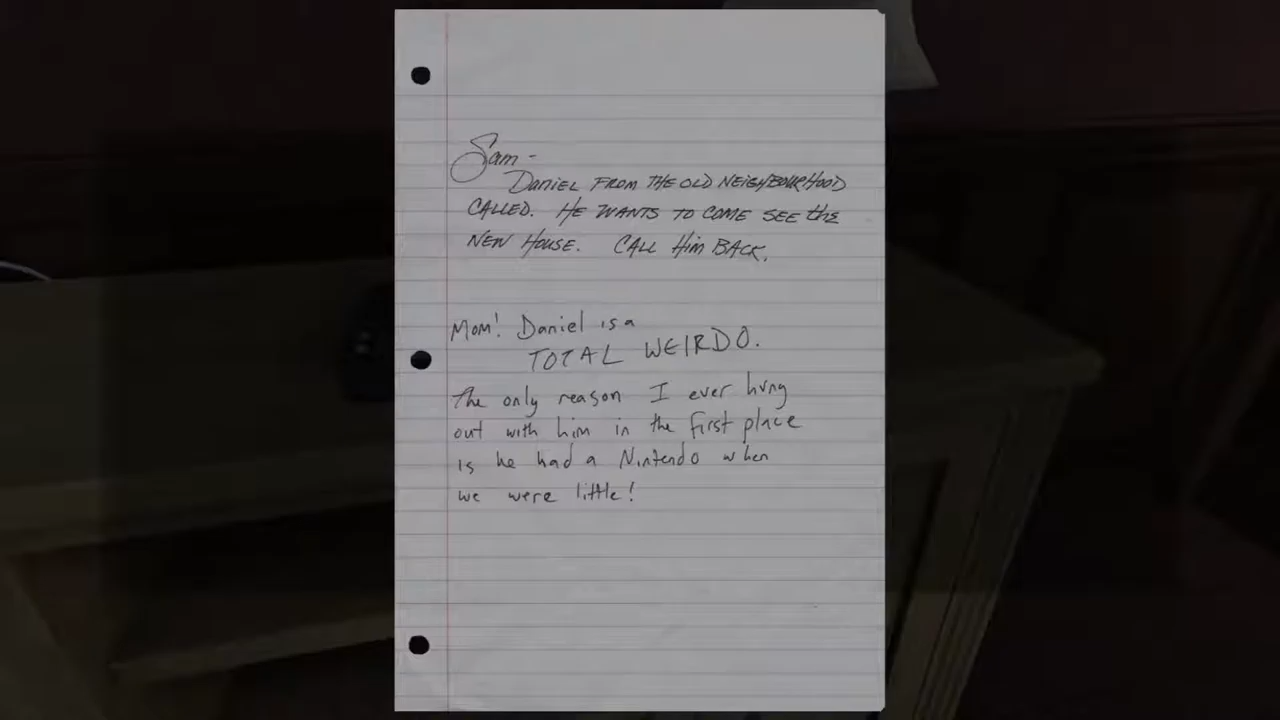 Sam-
Daniel from the old neighbourhood
called. He wants to come see the
new house. Call him back.
Mom! Daniel is a
TOTAL WEIRDO.
The only reason I ever hung
out with him in the first place
is he had a Nintendo when
we were little!